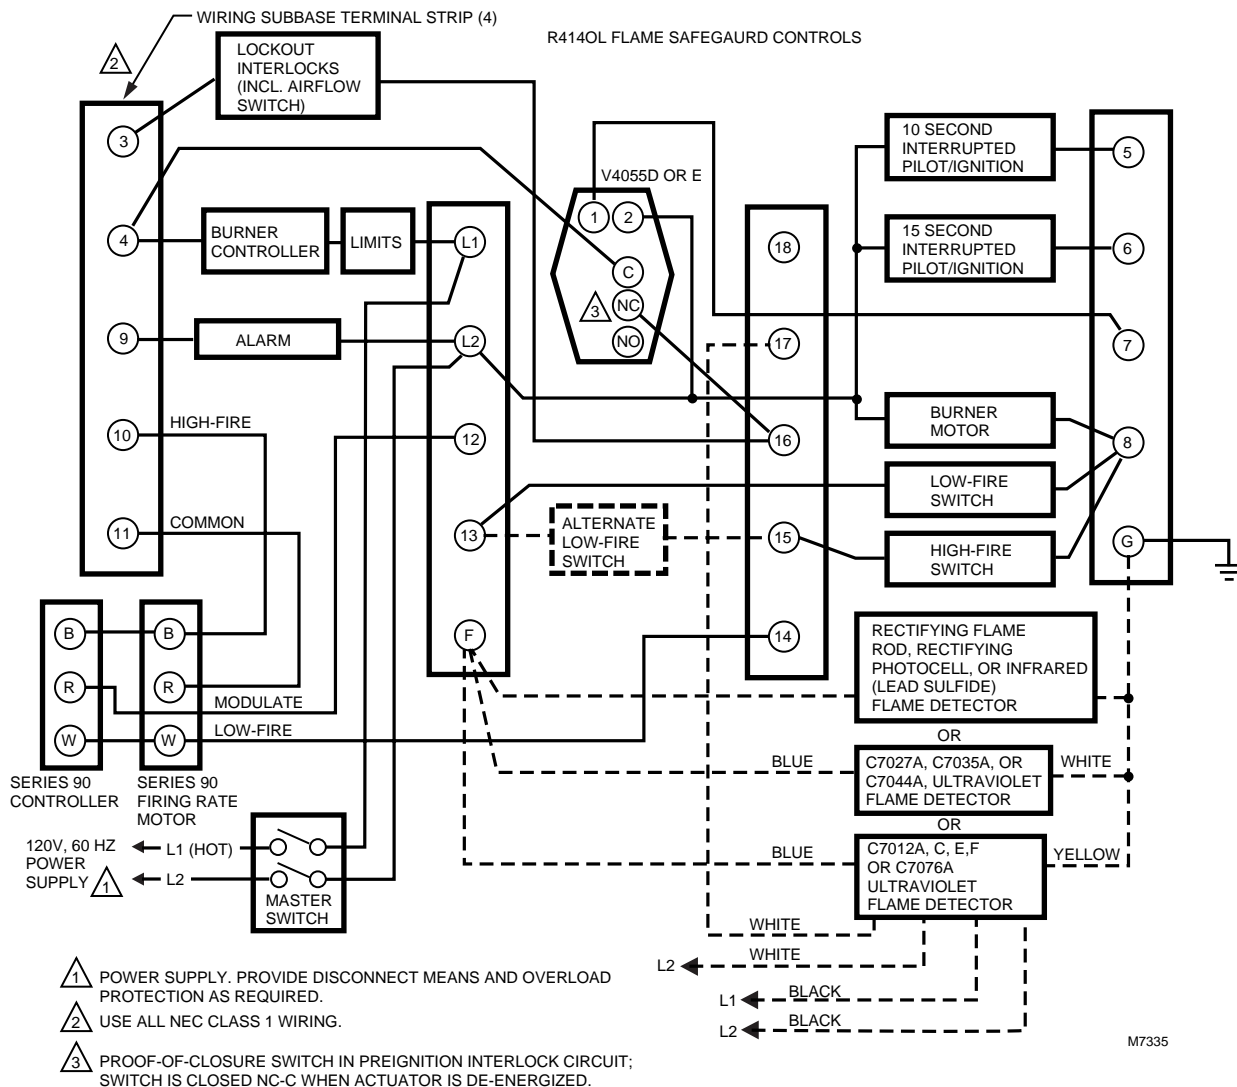 WIRING SUBBASE TERMINAL STRIP (4)
R414OL FLAME SAFEGAURD CONTROLS
2
LOCKOUT
INTERLOCKS
(INCL. AIRFLOW
SWITCH)
3
4
9
10
11
BURNER
CONTROLLER
LIMITS
ALARM
HIGH-FIRE
COMMON
L1
L2
12
13
F
V4055D OR E
1
2
C
NC
NO
3
18
17
16
15
14
ALTERNATE
LOW-FIRE
SWITCH
10 SECOND
INTERRUPTED
PILOT/IGNITION
15 SECOND
INTERRUPTED
PILOT/IGNITION
BURNER
MOTOR
LOW-FIRE
SWITCH
HIGH-FIRE
SWITCH
5
6
7
8
G
B
R
W
B
R
W
MODULATE
LOW-FIRE
SERIES 90
CONTROLLER
SERIES 90
FIRING RATE
MOTOR
RECTIFYING FLAME
ROD, RECTIFYING
PHOTOCELL, OR INFRARED
(LEAD SULFIDE)
FLAME DETECTOR
OR
BLUE
C7027A, C7035A, OR
C7044A, ULTRAVIOLET
FLAME DETECTOR
WHITE
OR
BLUE
C7012A, C, E,F
OR C7076A
ULTRAVIOLET
FLAME DETECTOR
YELLOW
120V, 60 HZ
POWER
SUPPLY
1
L1 (HOT)
L2
MASTER
SWITCH
WHITE
L2
WHITE
L1
BLACK
L2
BLACK
1 POWER SUPPLY. PROVIDE DISCONNECT MEANS AND OVERLOAD
PROTECTION AS REQUIRED.
2 USE ALL NEC CLASS 1 WIRING.
3 PROOF-OF-CLOSURE SWITCH IN PREIGNITION INTERLOCK CIRCUIT;
SWITCH IS CLOSED NC-C WHEN ACTUATOR IS DE-ENERGIZED.
M7335